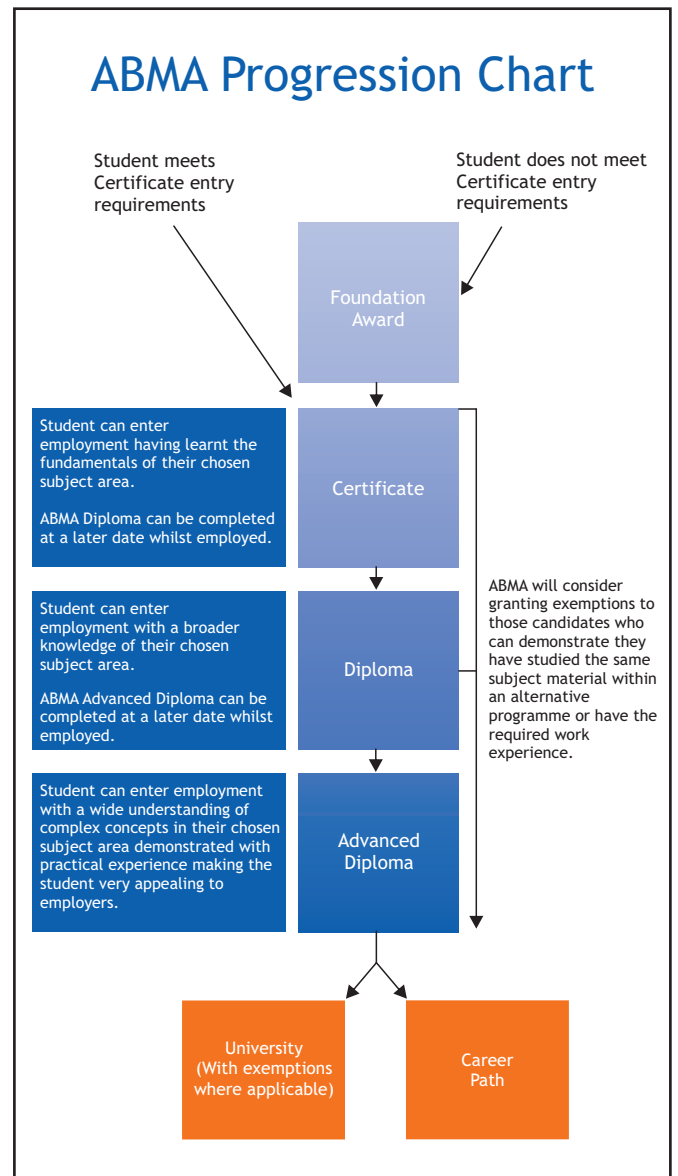 ABMA Progression Chart
Student meets
Certificate entry
requirements
Student does not meet
Certificate entry
requirements
Foundation
Award
Student can enter
employment having learnt the
fundamentals of their chosen
subject area.
ABMA Diploma can be completed
at a later date whilst employed.
Certificate
Student can enter
employment with a broader
knowledge of their chosen
subject area.
ABMA Advanced Diploma can be
completed at a later date whilst
employed.
Diploma
ABMA will consider
granting exemptions to
those candidates who
can demonstrate they
have studied the same
subject material within
an alternative
programme or have the
required work
experience.
Student can enter employment
with a wide understanding of
complex concepts in their chosen
subject area demonstrated with
practical experience making the
student very appealing to
employers.
Advanced
Diploma
University
(With exemptions
where applicable)
Career
Path